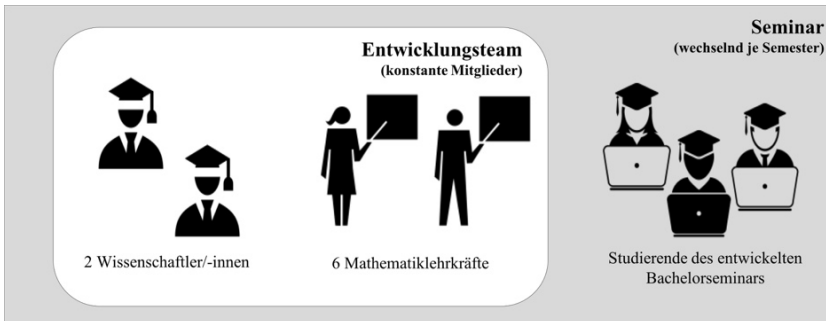 Seminar
(wechselnd je Semester)
Entwicklungsteam
(konstante Mitglieder)
2 Wissenschaftler/-innen
6 Mathematiklehrkräfte
Studierende des entwickelten
Bachelorseminars